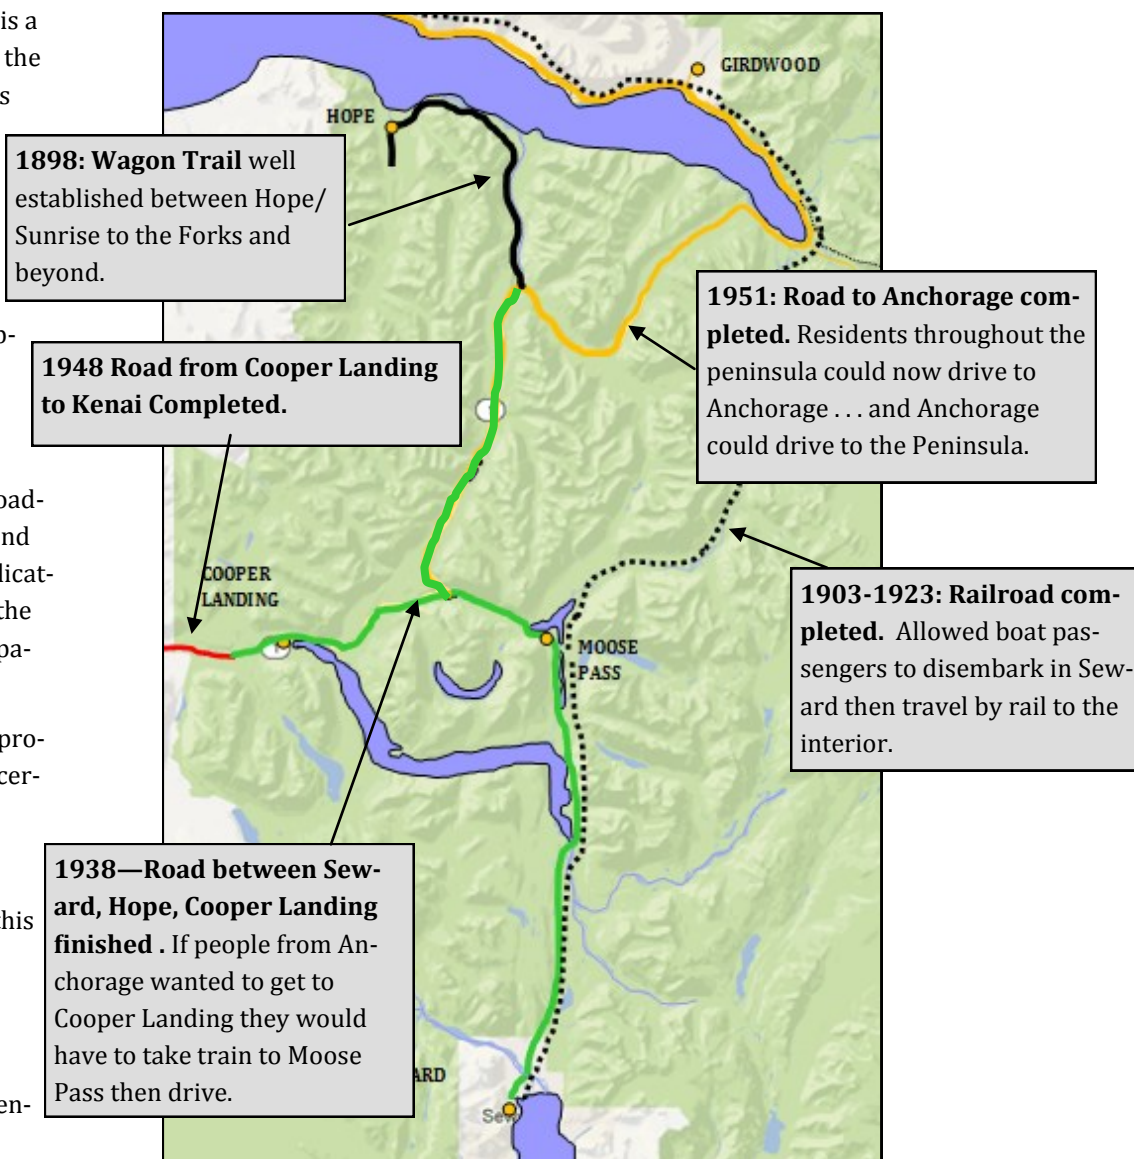 is a
the
s
GIRDWOOD
HOPE
1898: Wagon Trail well
established between Hope/
Sunrise to the Forks and
beyond.
1951: Road to Anchorage com-
pleted. Residents throughout the
peninsula could now drive to
Anchorage . . . and Anchorage
could drive to the Peninsula.
p-
1948 Road from Cooper Landing
to Kenai Completed.
oad-
nd
licat-
the
pa-
COOPER
LANDING
1903-1923: Railroad com-
pleted. Allowed boat pas-
sengers to disembark in Sew-
ard then travel by rail to the
interior.
MOOSE
PASS
pro-
cer-
1938—Road between Sew-
ard, Hope, Cooper Landing
finished . If people from An-
chorage wanted to get to
Cooper Landing they would
have to take train to Moose
Pass then drive.
this
ARD
Sew
en-